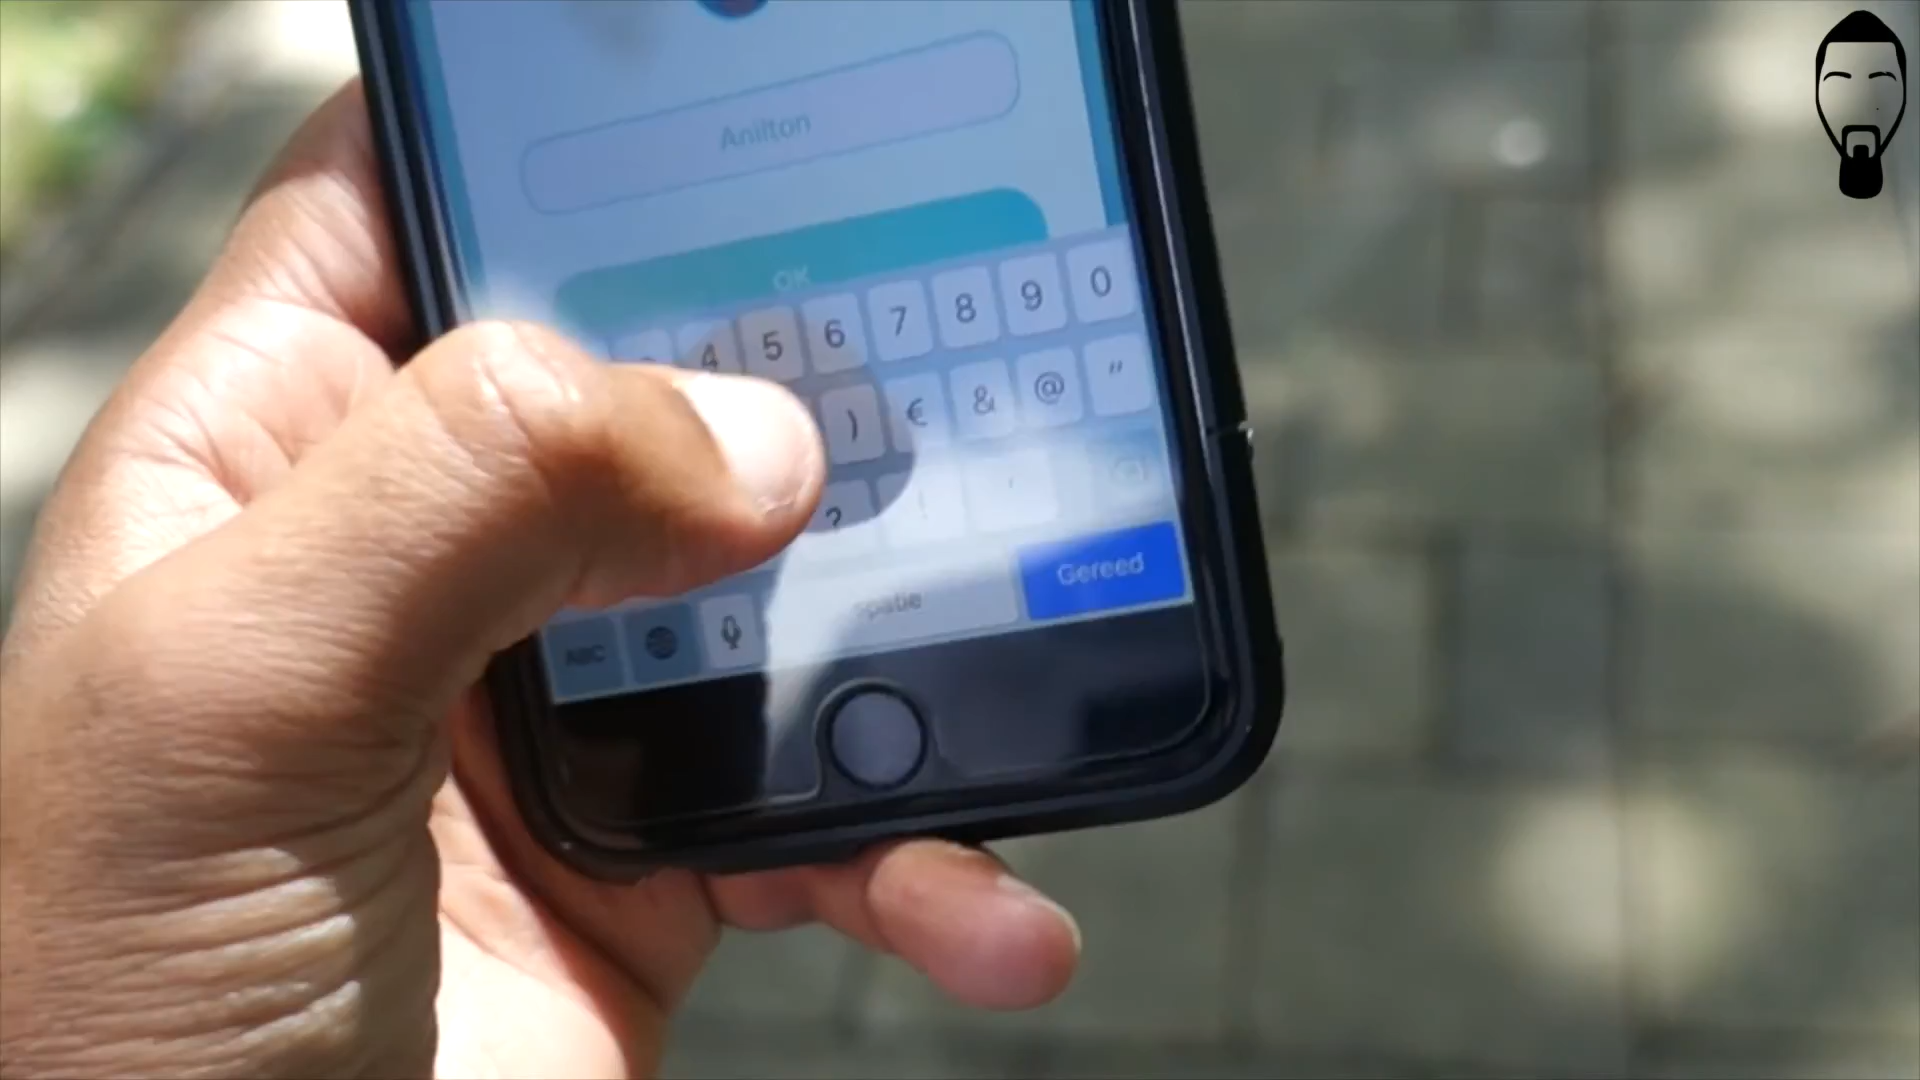 Anilton
OK
4 5 6 7 8 9 0
) € & @ "
? ! '
ABC spatie Gereed